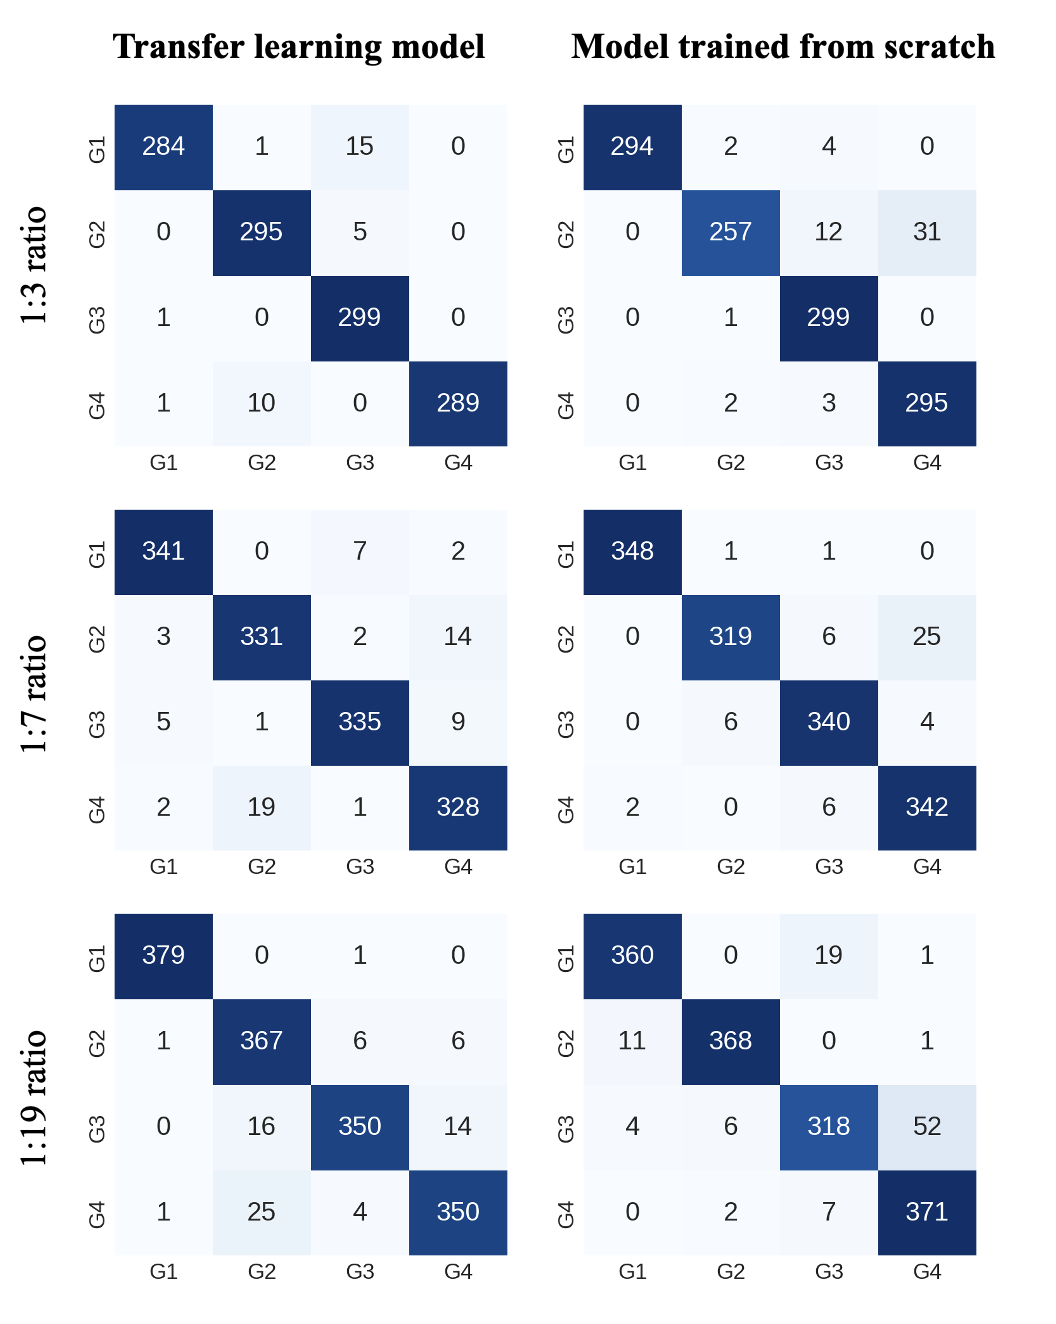 Transfer learning model
Model trained from scratch
1:3 ratio
G1 284 1 15 0
G2 0 295 5 0
G3 1 0 299 0
G4 1 10 0 289
G1 G2 G3 G4
G1 294 2 4 0
G2 0 257 12 31
G3 0 1 299 0
G4 0 2 3 295
G1 G2 G3 G4
1:7 ratio
G1 341 0 7 2
G2 3 331 2 14
G3 5 1 335 9
G4 2 19 1 328
G1 G2 G3 G4
G1 348 1 1 0
G2 0 319 6 25
G3 0 6 340 4
G4 2 0 6 342
G1 G2 G3 G4
1:19 ratio
G1 379 0 1 0
G2 1 367 6 6
G3 0 16 350 14
G4 1 25 4 350
G1 G2 G3 G4
G1 360 0 19 1
G2 11 368 0 1
G3 4 6 318 52
G4 0 2 7 371
G1 G2 G3 G4